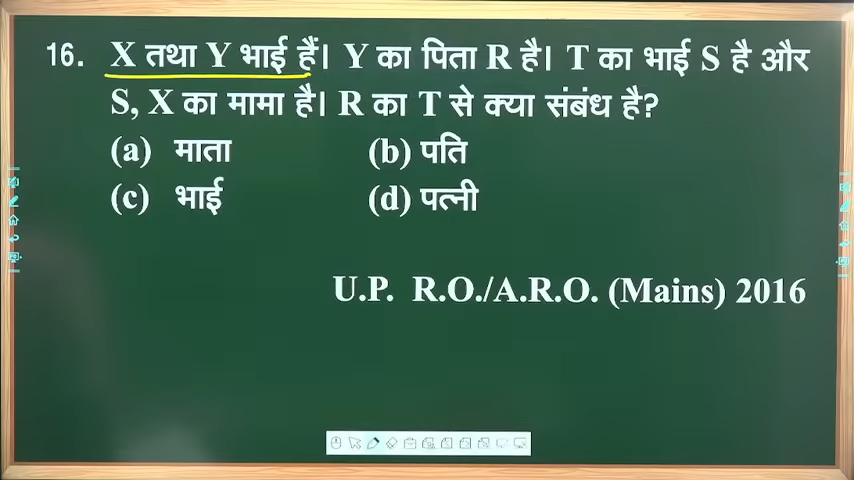 16. X तथा Y भाई हैं। Y का पिता R है। T का भाई S है और
S, X का मामा है। R का T से क्या संबंध है?
(a) माता (b) पति
(c) भाई (d) पत्नी
U.P. R.O./A.R.O. (Mains) 2016